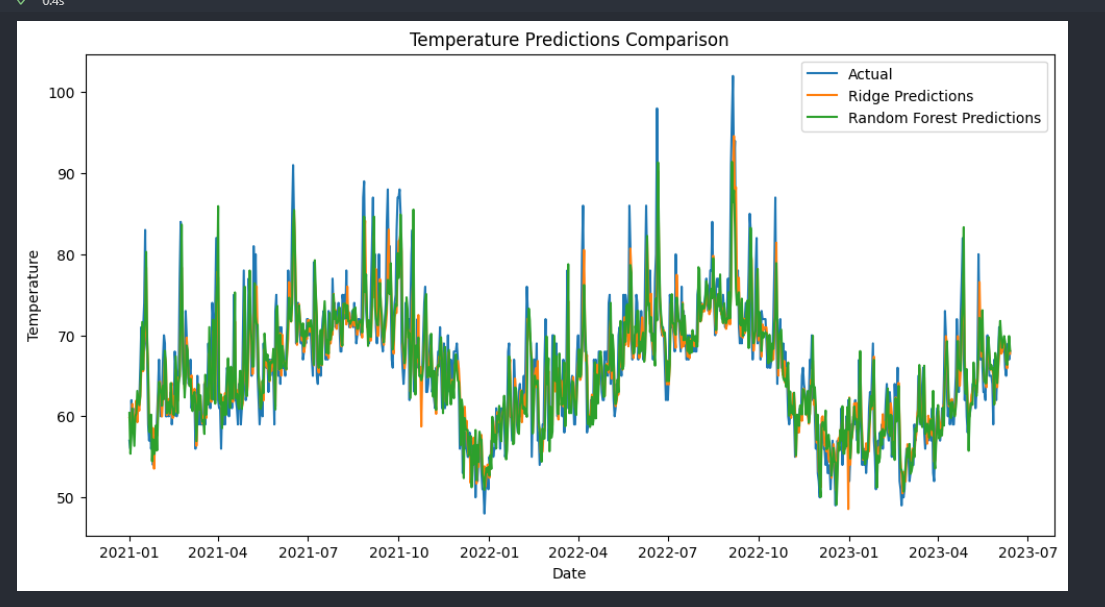 0.4s
Temperature Predictions Comparison
Actual
Ridge Predictions
Random Forest Predictions
100
90
80
70
60
50
Temperature
2021-01 2021-04 2021-07 2021-10 2022-01 2022-04 2022-07 2022-10 2023-01 2023-04 2023-07
Date